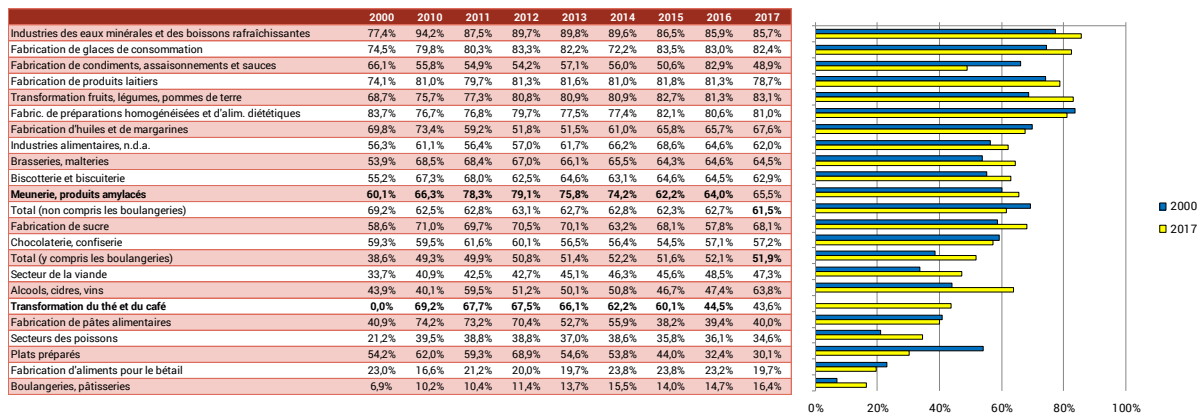 2000 2010 2011 2012 2013 2014 2015 2016 2017
Industries des eaux minérales et des boissons rafraîchissantes 77,4% 94,2% 87,5% 89,7% 89,8% 89,6% 86,5% 85,9% 85,7%
Fabrication de glaces de consommation 74,5% 79,8% 80,3% 83,3% 82,2% 72,2% 83,5% 83,0% 82,4%
Fabrication de condiments, assaisonnements et sauces 66,1% 55,8% 54,9% 54,2% 57,1% 56,0% 50,6% 82,9% 48,9%
Fabrication de produits laitiers 74,1% 81,0% 79,7% 81,3% 81,6% 81,0% 81,8% 81,3% 78,7%
Transformation fruits, légumes, pommes de terre 68,7% 75,7% 77,3% 80,8% 80,9% 80,9% 82,7% 81,3% 83,1%
Fabric. de préparations homogénéisées et d'alim. diététiques 83,7% 76,7% 76,8% 79,7% 77,5% 77,4% 82,1% 80,6% 81,0%
Fabrication d'huiles et de margarines 69,8% 73,4% 59,2% 51,8% 51,5% 61,0% 65,8% 65,7% 67,6%
Industries alimentaires, n.d.a. 56,3% 61,1% 56,4% 57,0% 61,7% 66,2% 68,6% 64,6% 62,0%
Brasseries, malteries 53,9% 68,5% 68,4% 67,0% 66,1% 65,5% 64,3% 64,6% 64,5%
Biscotterie et biscuiterie 55,2% 67,3% 68,0% 62,5% 64,6% 63,1% 64,6% 64,5% 62,9%
Meunerie, produits amylacés 60,1% 66,3% 78,3% 79,1% 75,8% 74,2% 62,2% 64,0% 65,5%
Total (non compris les boulangeries) 69,2% 62,5% 62,8% 63,1% 62,7% 62,8% 62,3% 62,7% 61,5%
Fabrication de sucre 58,6% 71,0% 69,7% 70,5% 70,1% 63,2% 68,1% 57,8% 68,1%
Chocolaterie, confiserie 59,3% 59,5% 61,6% 60,1% 56,5% 56,4% 54,5% 57,1% 57,2%
Total (y compris les boulangeries) 38,6% 49,3% 49,9% 50,8% 51,4% 52,2% 51,6% 52,1% 51,9%
Secteur de la viande 33,7% 40,9% 42,5% 42,7% 45,1% 46,3% 45,6% 48,5% 47,3%
Alcools, cidres, vins 43,9% 40,1% 59,5% 51,2% 50,1% 50,8% 46,7% 47,4% 63,8%
Transformation du thé et du café 0,0% 69,2% 67,7% 67,5% 66,1% 62,2% 60,1% 44,5% 43,6%
Fabrication de pâtes alimentaires 40,9% 74,2% 73,2% 70,4% 52,7% 55,9% 38,2% 39,4% 40,0%
Secteurs des poissons 21,2% 39,5% 38,8% 38,8% 37,0% 38,6% 35,8% 36,1% 34,6%
Plats préparés 54,2% 62,0% 59,3% 68,9% 54,6% 53,8% 44,0% 32,4% 30,1%
Fabrication d'aliments pour le bétail 23,0% 16,6% 21,2% 20,0% 19,7% 23,8% 23,8% 23,2% 19,7%
Boulangeries, pâtisseries 6,9% 10,2% 10,4% 11,4% 13,7% 15,5% 14,0% 14,7% 16,4%
2000
2017
0% 20% 40% 60% 80% 100%